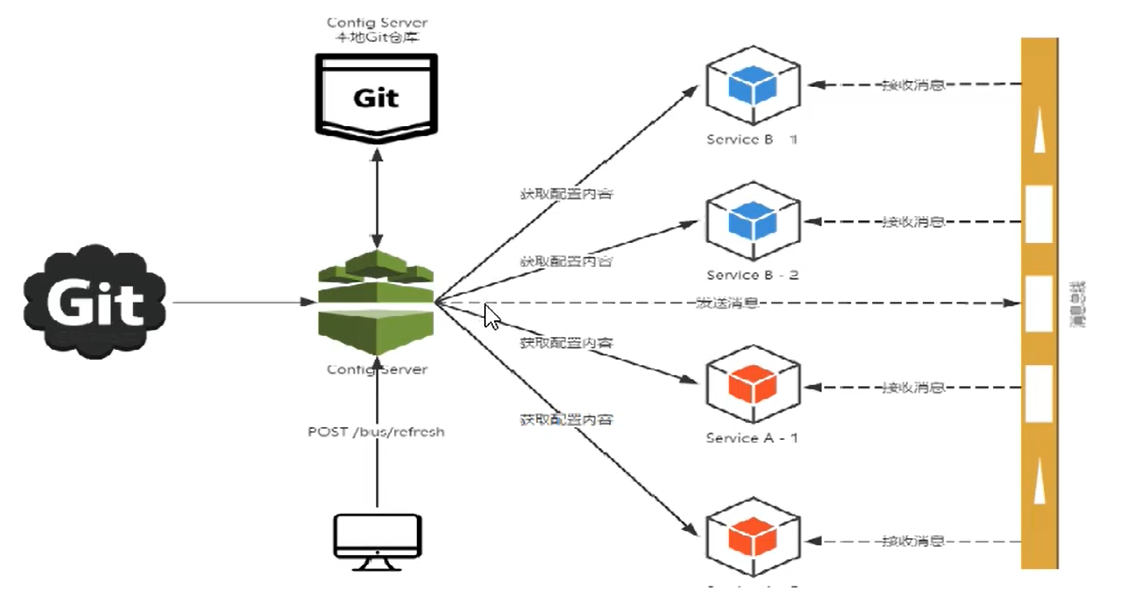 Config Server
本地Git仓库
Git
接收消息
Service B - 1
获取配置内容
接收消息
获取配置内容
Service B - 2
Git
发送消息
消息总线
获取配置内容
Config Server
接收消息
获取配置内容
POST /bus/refresh
Service A - 1
接收消息